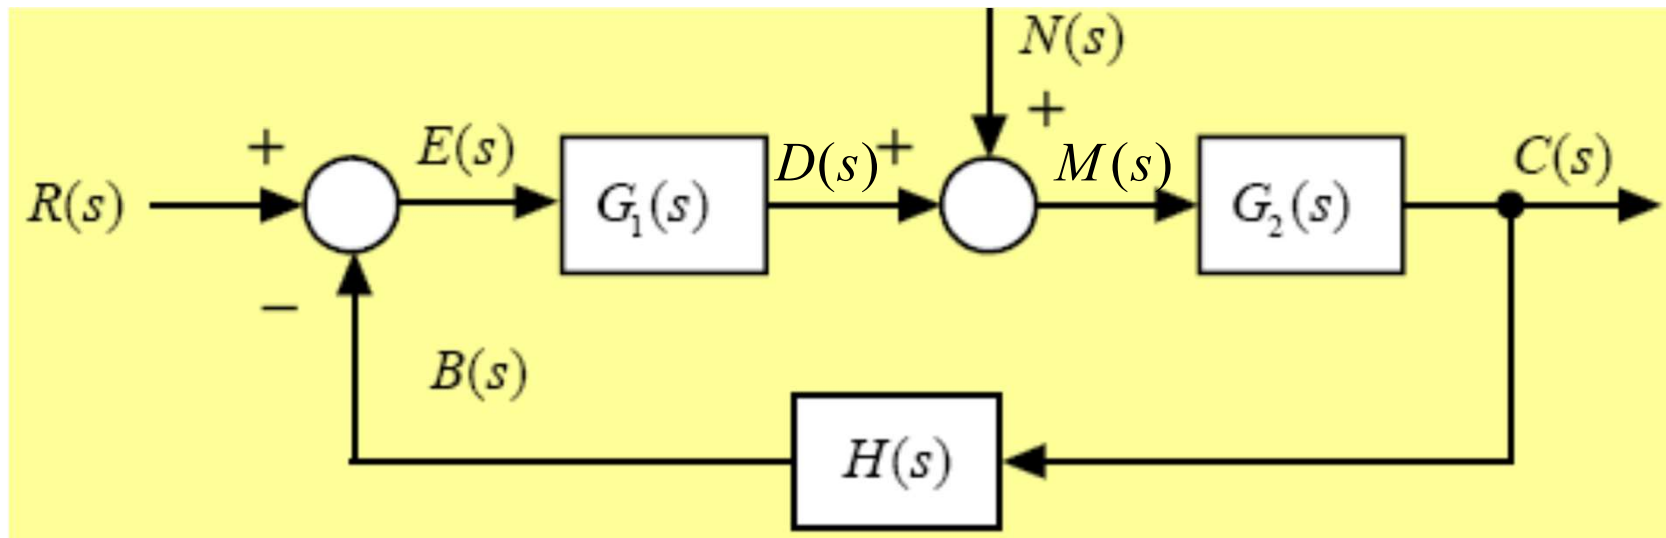 N(s)
+
+
E(s)
D(s)
+
M(s)
C(s)
R(s)
G₁(s)
G₂(s)
−
B(s)
H(s)